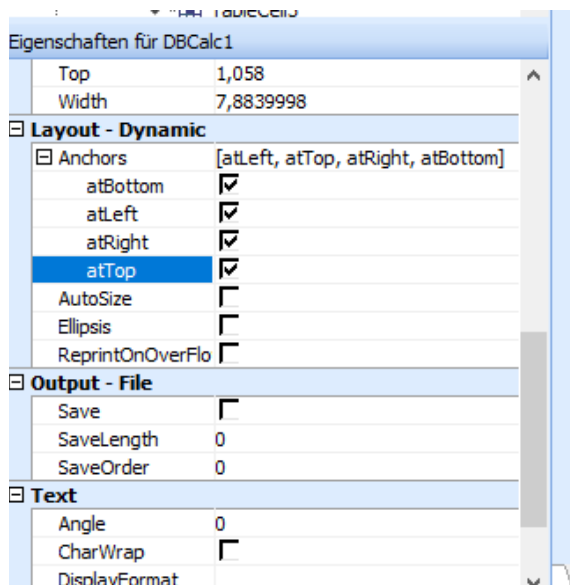 TableCell5
Eigenschaften für DBCalc1
Top 1,058
Width 7,8839998
Layout - Dynamic
Anchors [atLeft, atTop, atRight, atBottom]
atBottom
atLeft
atRight
atTop
AutoSize
Ellipsis
ReprintOnOverFlo
Output - File
Save
SaveLength 0
SaveOrder 0
Text
Angle 0
CharWrap
DisplayFormat